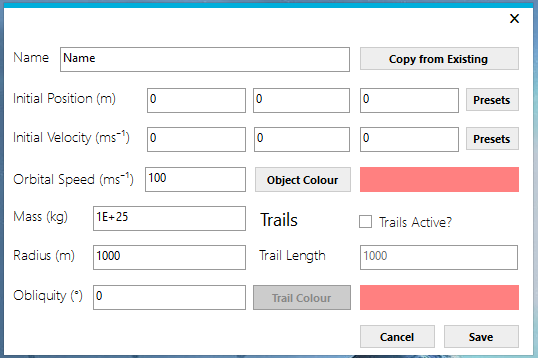 ×
Name Name Copy from Existing
Initial Position (m) 0 0 0 Presets
Initial Velocity (ms⁻¹) 0 0 0 Presets
Orbital Speed (ms⁻¹) 100 Object Colour
Mass (kg) 1E+25 Trails Trails Active?
Radius (m) 1000 Trail Length 1000
Obliquity (°) 0 Trail Colour
Cancel Save